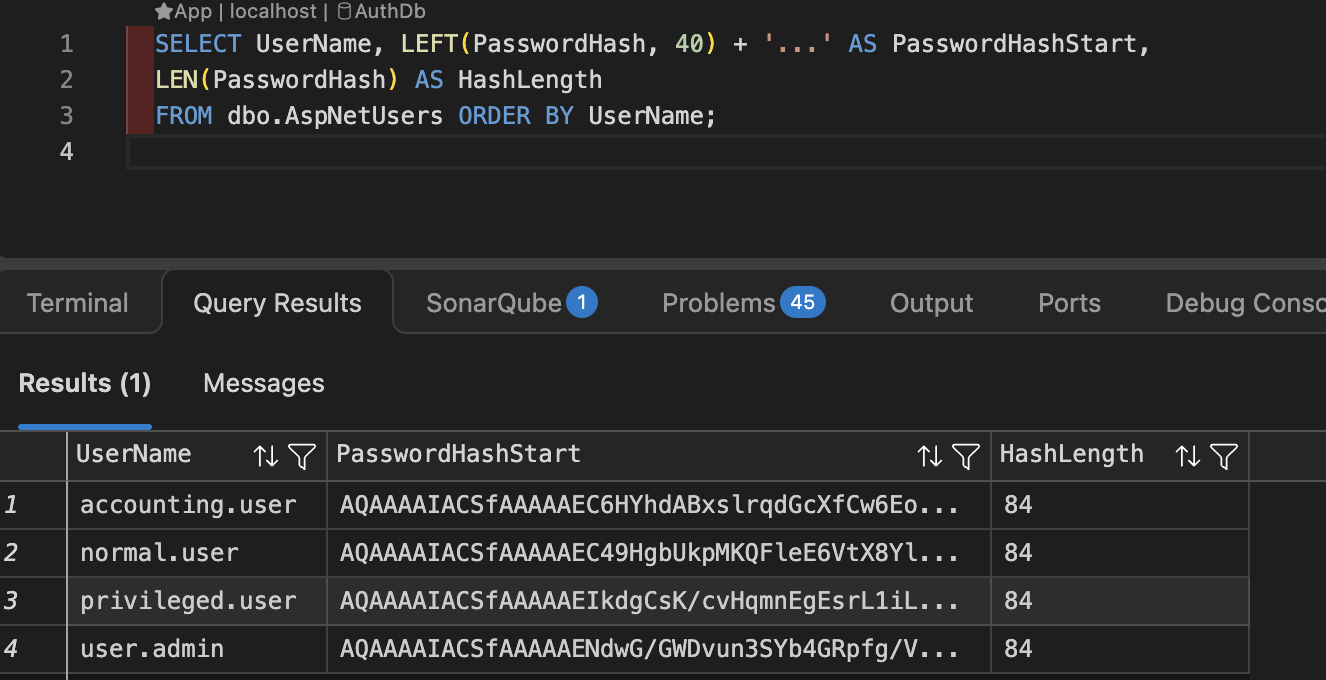 App | localhost | AuthDb
1 SELECT UserName, LEFT(PasswordHash, 40) + '...' AS PasswordHashStart,
2 LEN(PasswordHash) AS HashLength
3 FROM dbo.AspNetUsers ORDER BY UserName;
4
Terminal Query Results SonarQube 1 Problems 45 Output Ports Debug Conso
Results (1) Messages
UserName PasswordHashStart HashLength
1 accounting.user AQAAAAIACSfAAAAAEC6HYhdABxslrqdGcXfCw6Eo... 84
2 normal.user AQAAAAIACSfAAAAAEC49HgbUkpMKQFleE6VtX8Yl... 84
3 privileged.user AQAAAAIACSfAAAAAEIkdgCsK/cvHqmnEgEsrL1iL... 84
4 user.admin AQAAAAIACSfAAAAAENdwG/GWDvun3SYb4GRpfg/V... 84